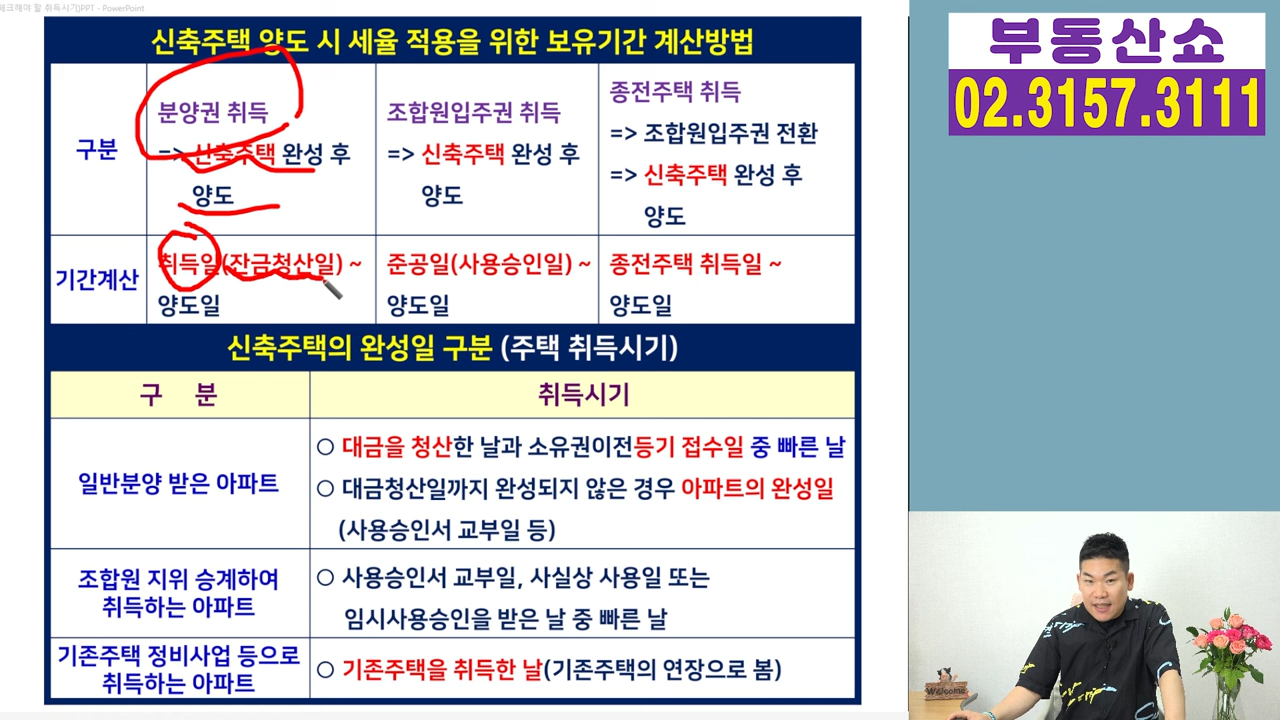 체크해야 할 취득시기)PPT - PowerPoint
신축주택 양도 시 세율 적용을 위한 보유기간 계산방법
구분
분양권 취득
=> 신축주택 완성 후
양도
조합원입주권 취득
=> 신축주택 완성 후
양도
종전주택 취득
=> 조합원입주권 전환
=> 신축주택 완성 후
양도
기간계산
취득일(잔금청산일) ~
양도일
준공일(사용승인일) ~
양도일
종전주택 취득일 ~
양도일
신축주택의 완성일 구분 (주택 취득시기)
구 분
취득시기
일반분양 받은 아파트
○ 대금을 청산한 날과 소유권이전등기 접수일 중 빠른 날
○ 대금청산일까지 완성되지 않은 경우 아파트의 완성일
(사용승인서 교부일 등)
조합원 지위 승계하여
취득하는 아파트
○ 사용승인서 교부일, 사실상 사용일 또는
임시사용승인을 받은 날 중 빠른 날
기존주택 정비사업 등으로
취득하는 아파트
○ 기존주택을 취득한 날(기존주택의 연장으로 봄)
부동산쇼
02.3157.3111
Welcome